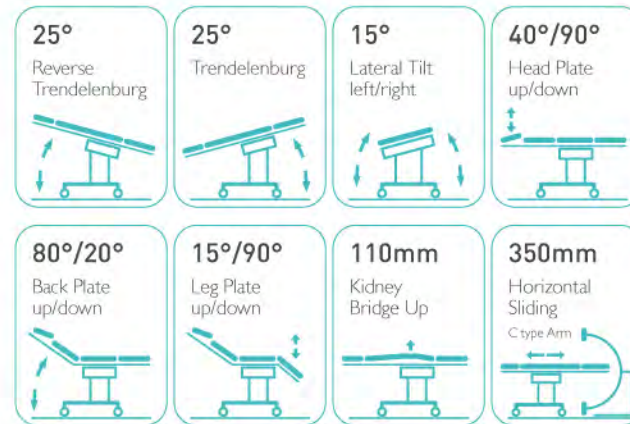 25°
Reverse
Trendelenburg
25°
Trendelenburg
15°
Lateral Tilt
left/right
40°/90°
Head Plate
up/down
80°/20°
Back Plate
up/down
15°/90°
Leg Plate
up/down
110mm
Kidney
Bridge Up
350mm
Horizontal
Sliding
C type Arm